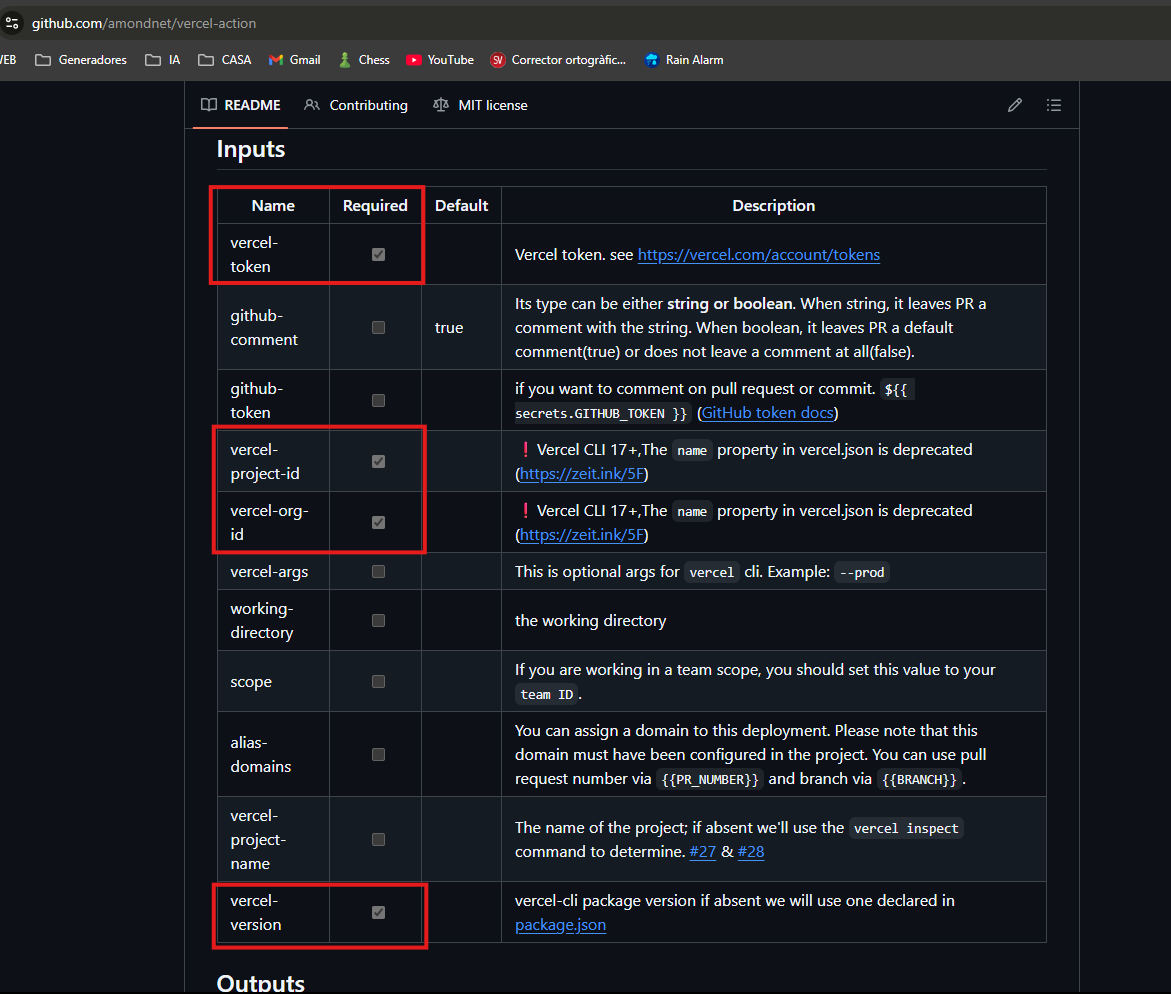 github.com/amondnet/vercel-action
WEB Generadores IA CASA Gmail Chess YouTube SV Corrector ortogràfic... Rain Alarm
README Contributing MIT license
Inputs
Name Required Default Description
vercel-
token
Vercel token. see https://vercel.com/account/tokens
github-
comment
true
Its type can be either string or boolean. When string, it leaves PR a
comment with the string. When boolean, it leaves PR a default
comment(true) or does not leave a comment at all(false).
github-
token
if you want to comment on pull request or commit. ${{
secrets.GITHUB_TOKEN }} (GitHub token docs)
vercel-
project-id
❗Vercel CLI 17+,The name property in vercel.json is deprecated
(https://zeit.ink/5F)
vercel-org-
id
❗Vercel CLI 17+,The name property in vercel.json is deprecated
(https://zeit.ink/5F)
vercel-args
This is optional args for vercel cli. Example: --prod
working-
directory
the working directory
scope
If you are working in a team scope, you should set this value to your
team ID.
alias-
domains
You can assign a domain to this deployment. Please note that this
domain must have been configured in the project. You can use pull
request number via {{PR_NUMBER}} and branch via {{BRANCH}}.
vercel-
project-
name
The name of the project; if absent we'll use the vercel inspect
command to determine. #27 & #28
vercel-
version
vercel-cli package version if absent we will use one declared in
package.json
Outputs